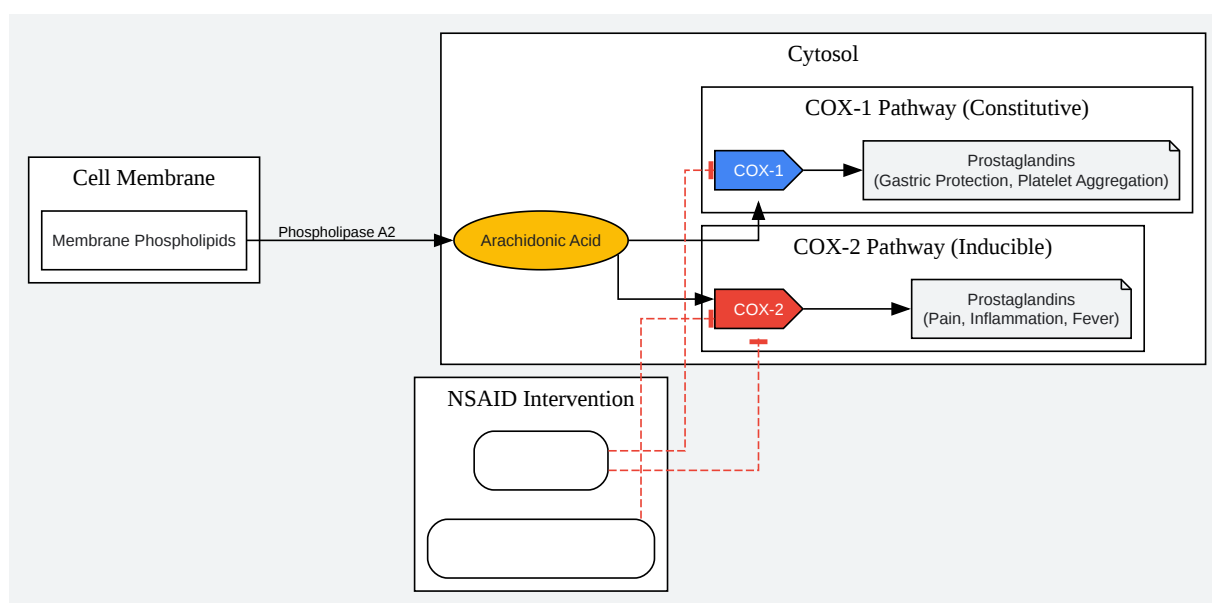 Cytosol
COX-1 Pathway (Constitutive)
COX-1
Prostaglandins
(Gastric Protection, Platelet Aggregation)
Cell Membrane
Membrane Phospholipids
Phospholipase A2
Arachidonic Acid
COX-2 Pathway (Inducible)
COX-2
Prostaglandins
(Pain, Inflammation, Fever)
NSAID Intervention